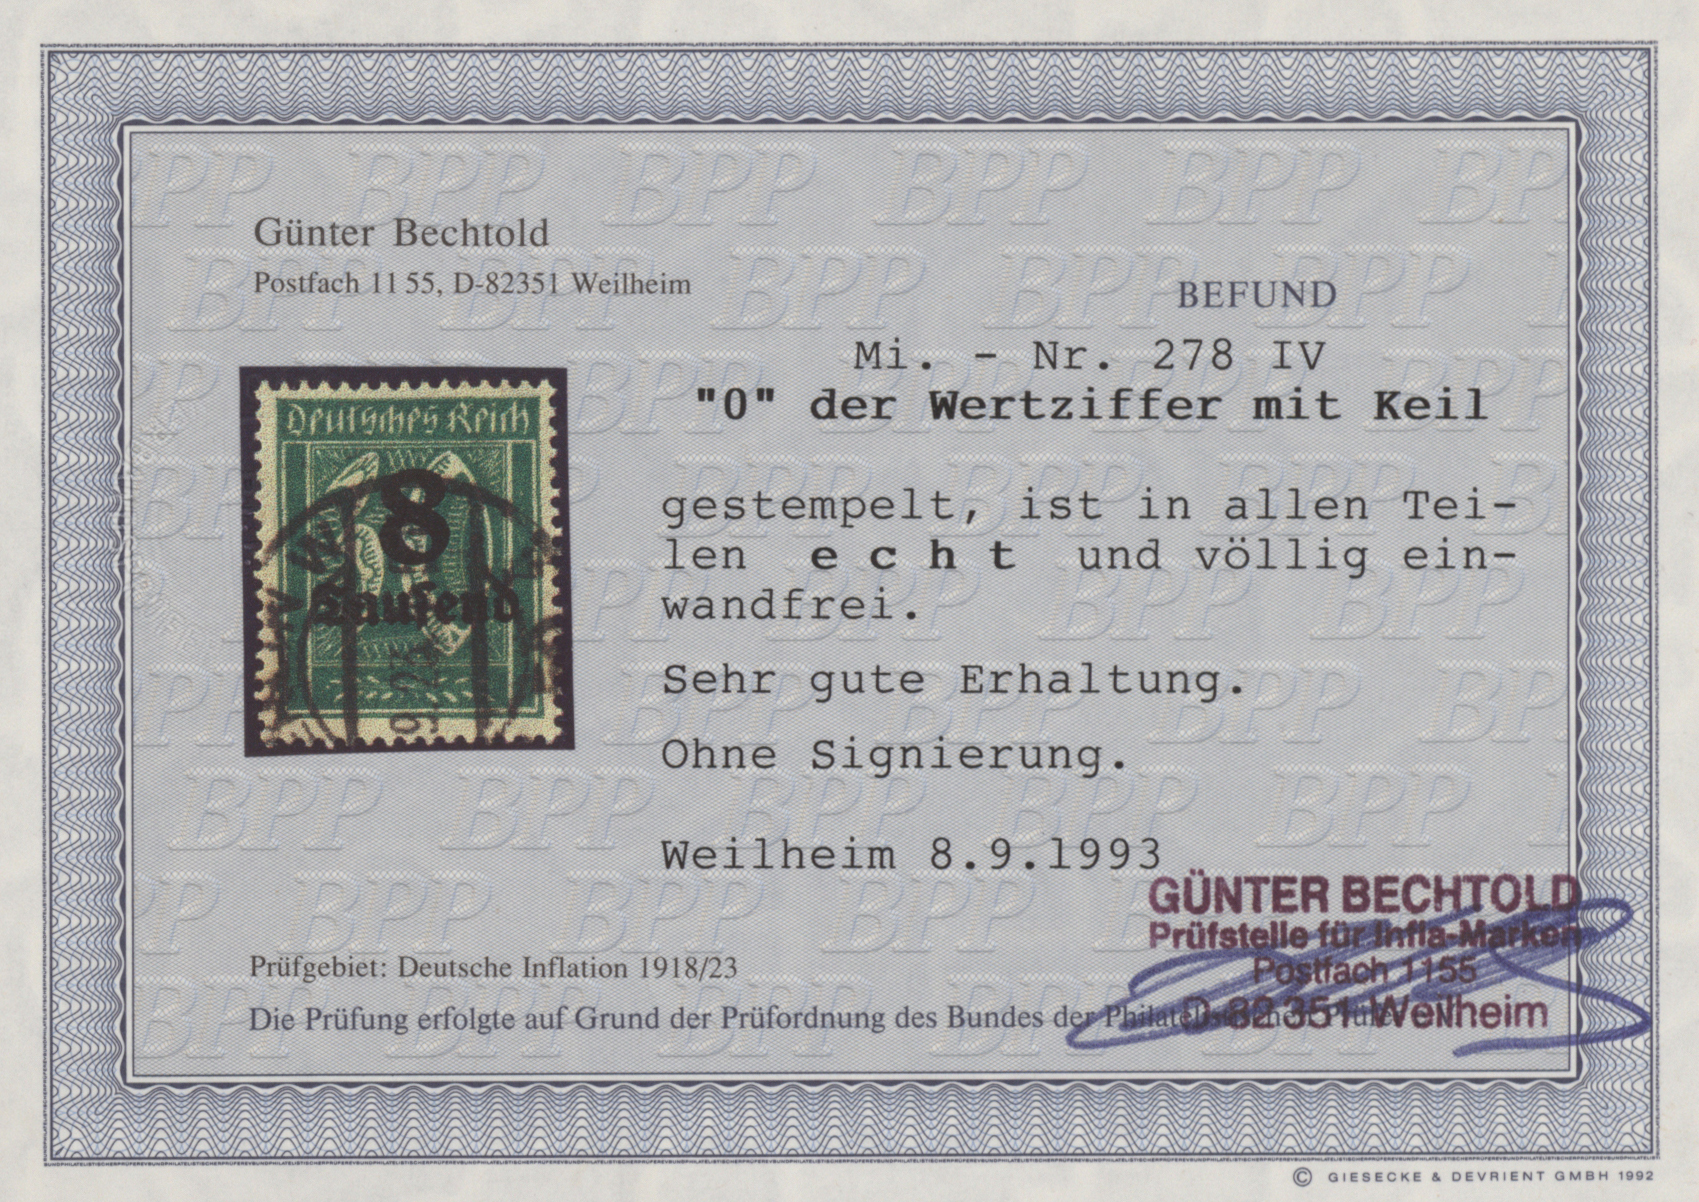 Günter Bechtold
Postfach 11 55, D-82351 Weilheim
BEFUND
Mi. - Nr. 278 IV
"0" der Wertziffer mit Keil
Deutsches Reich
8
Tausend
gestempelt, ist in allen Tei-
len e c h t und völlig ein-
wandfrei.
Sehr gute Erhaltung.
Ohne Signierung.
Weilheim 8.9.1993
GÜNTER BECHTOLD
Prüfstelle für Infla-Marken
Postfach 1155
D-82351 Weilheim
Prüfgebiet: Deutsche Inflation 1918/23
Die Prüfung erfolgte auf Grund der Prüfordnung des Bundes der Philatelistischen Prüfer
© GIESECKE & DEVRIENT GMBH 1992